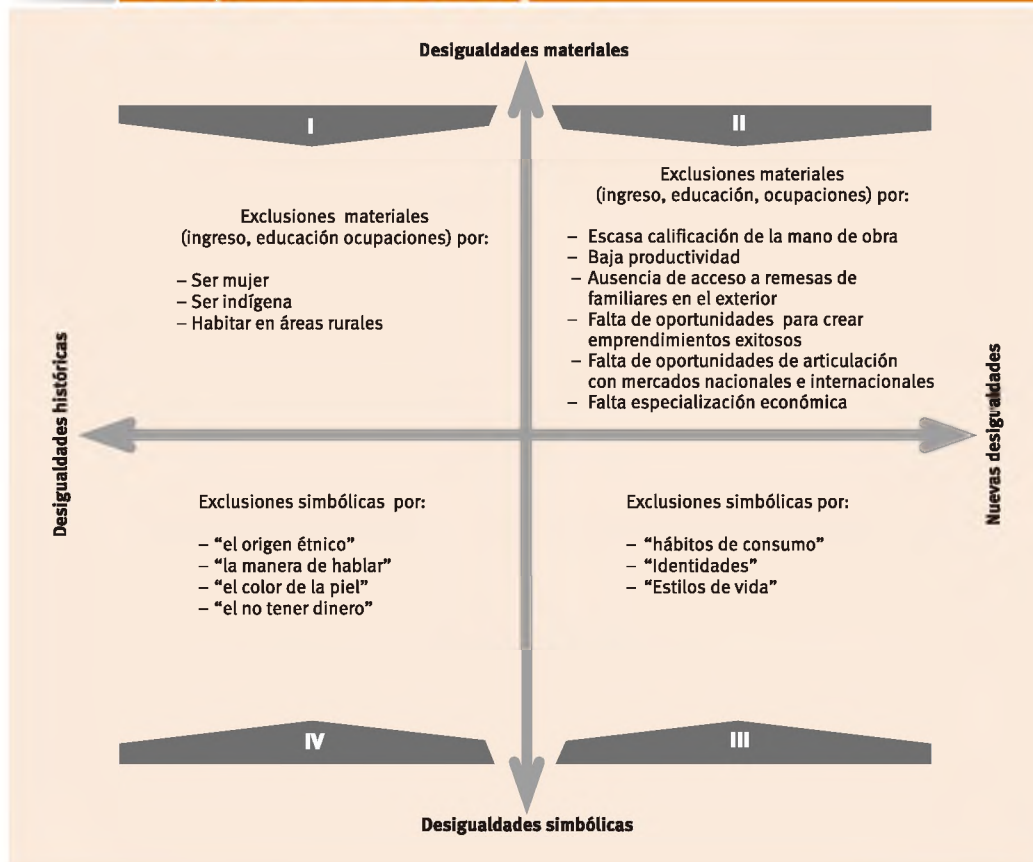 Desigualdades materiales
I
II
Exclusiones materiales
(ingreso, educación ocupaciones) por:
– Ser mujer
– Ser indígena
– Habitar en áreas rurales
Exclusiones materiales
(ingreso, educación, ocupaciones) por:
– Escasa calificación de la mano de obra
– Baja productividad
– Ausencia de acceso a remesas de
familiares en el exterior
– Falta de oportunidades para crear
emprendimientos exitosos
– Falta de oportunidades de articulación
con mercados nacionales e internacionales
– Falta especialización económica
Desigualdades históricas
Nuevas desigualdades
Exclusiones simbólicas por:
– “el origen étnico”
– “la manera de hablar”
– “el color de la piel”
– “el no tener dinero”
Exclusiones simbólicas por:
– “hábitos de consumo”
– “Identidades”
– “Estilos de vida”
IV
III
Desigualdades simbólicas